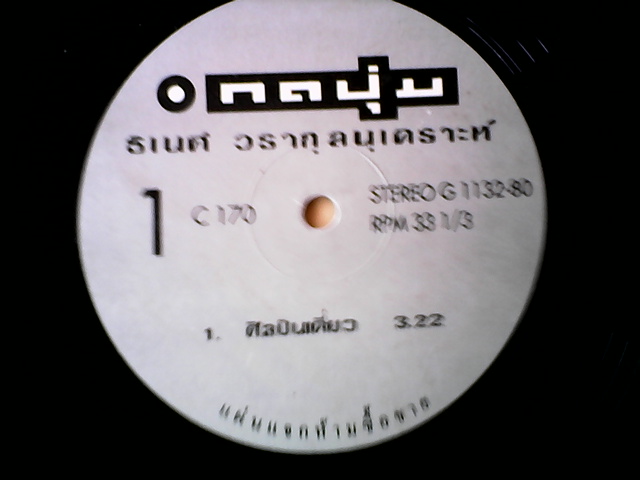 กดปุ่ม
ธเนศ วรากุลนุเคราะห์
1
C 170
STEREO G 1132-80
RPM 33 1/3
1. ศิลปินเดี่ยว 3.22
แผ่นแจกห้ามซื้อขาย